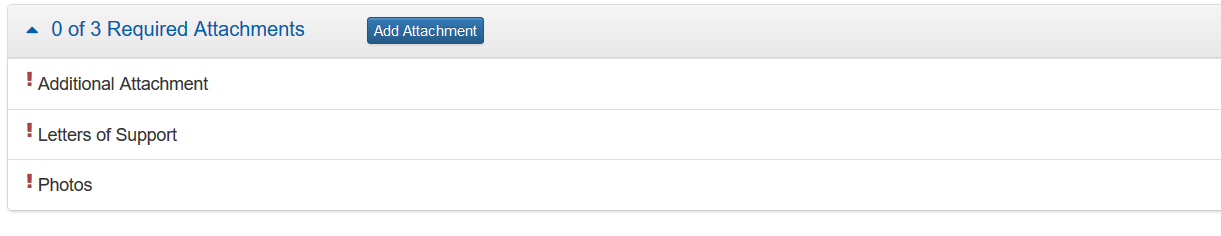 0 of 3 Required Attachments Add Attachment
! Additional Attachment
! Letters of Support
! Photos